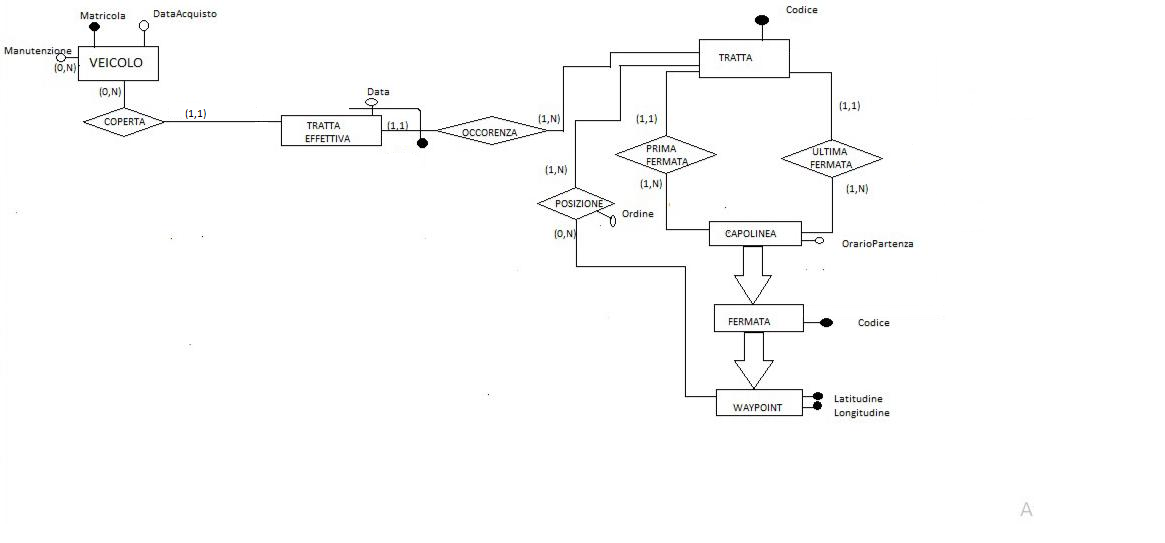 Matricola
DataAcquisto
Manutenzione
(0,N)
VEICOLO
(0,N)
COPERTA
(1,1)
Data
TRATTA
EFFETTIVA
(1,1)
OCCORENZA
(1,N)
Codice
TRATTA
(1,1)
(1,1)
PRIMA
FERMATA
ULTIMA
FERMATA
(1,N)
(1,N)
(1,N)
POSIZIONE
Ordine
(0,N)
CAPOLINEA
OrarioPartenza
FERMATA
Codice
WAYPOINT
Latitudine
Longitudine
A